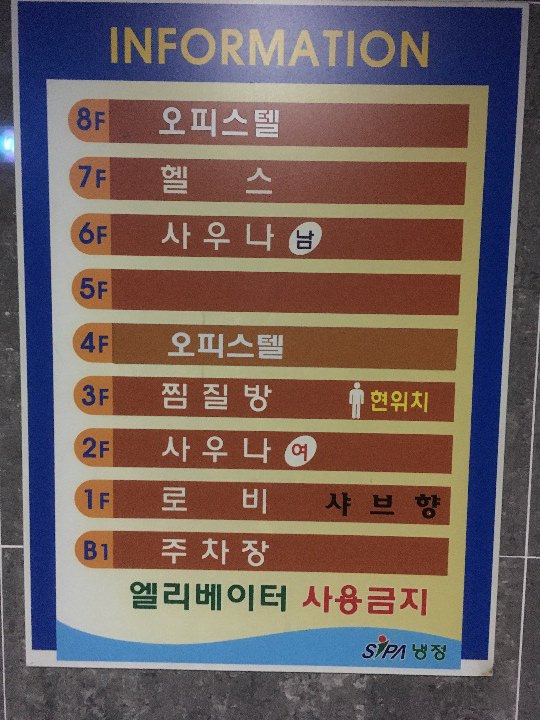 INFORMATION
8F 오피스텔
7F 헬 스
6F 사우나 남
5F
4F 오피스텔
3F 찜질방 현위치
2F 사우나 여
1F 로 비 샤브향
B1 주차장
엘리베이터 사용금지
SIPA 냉정